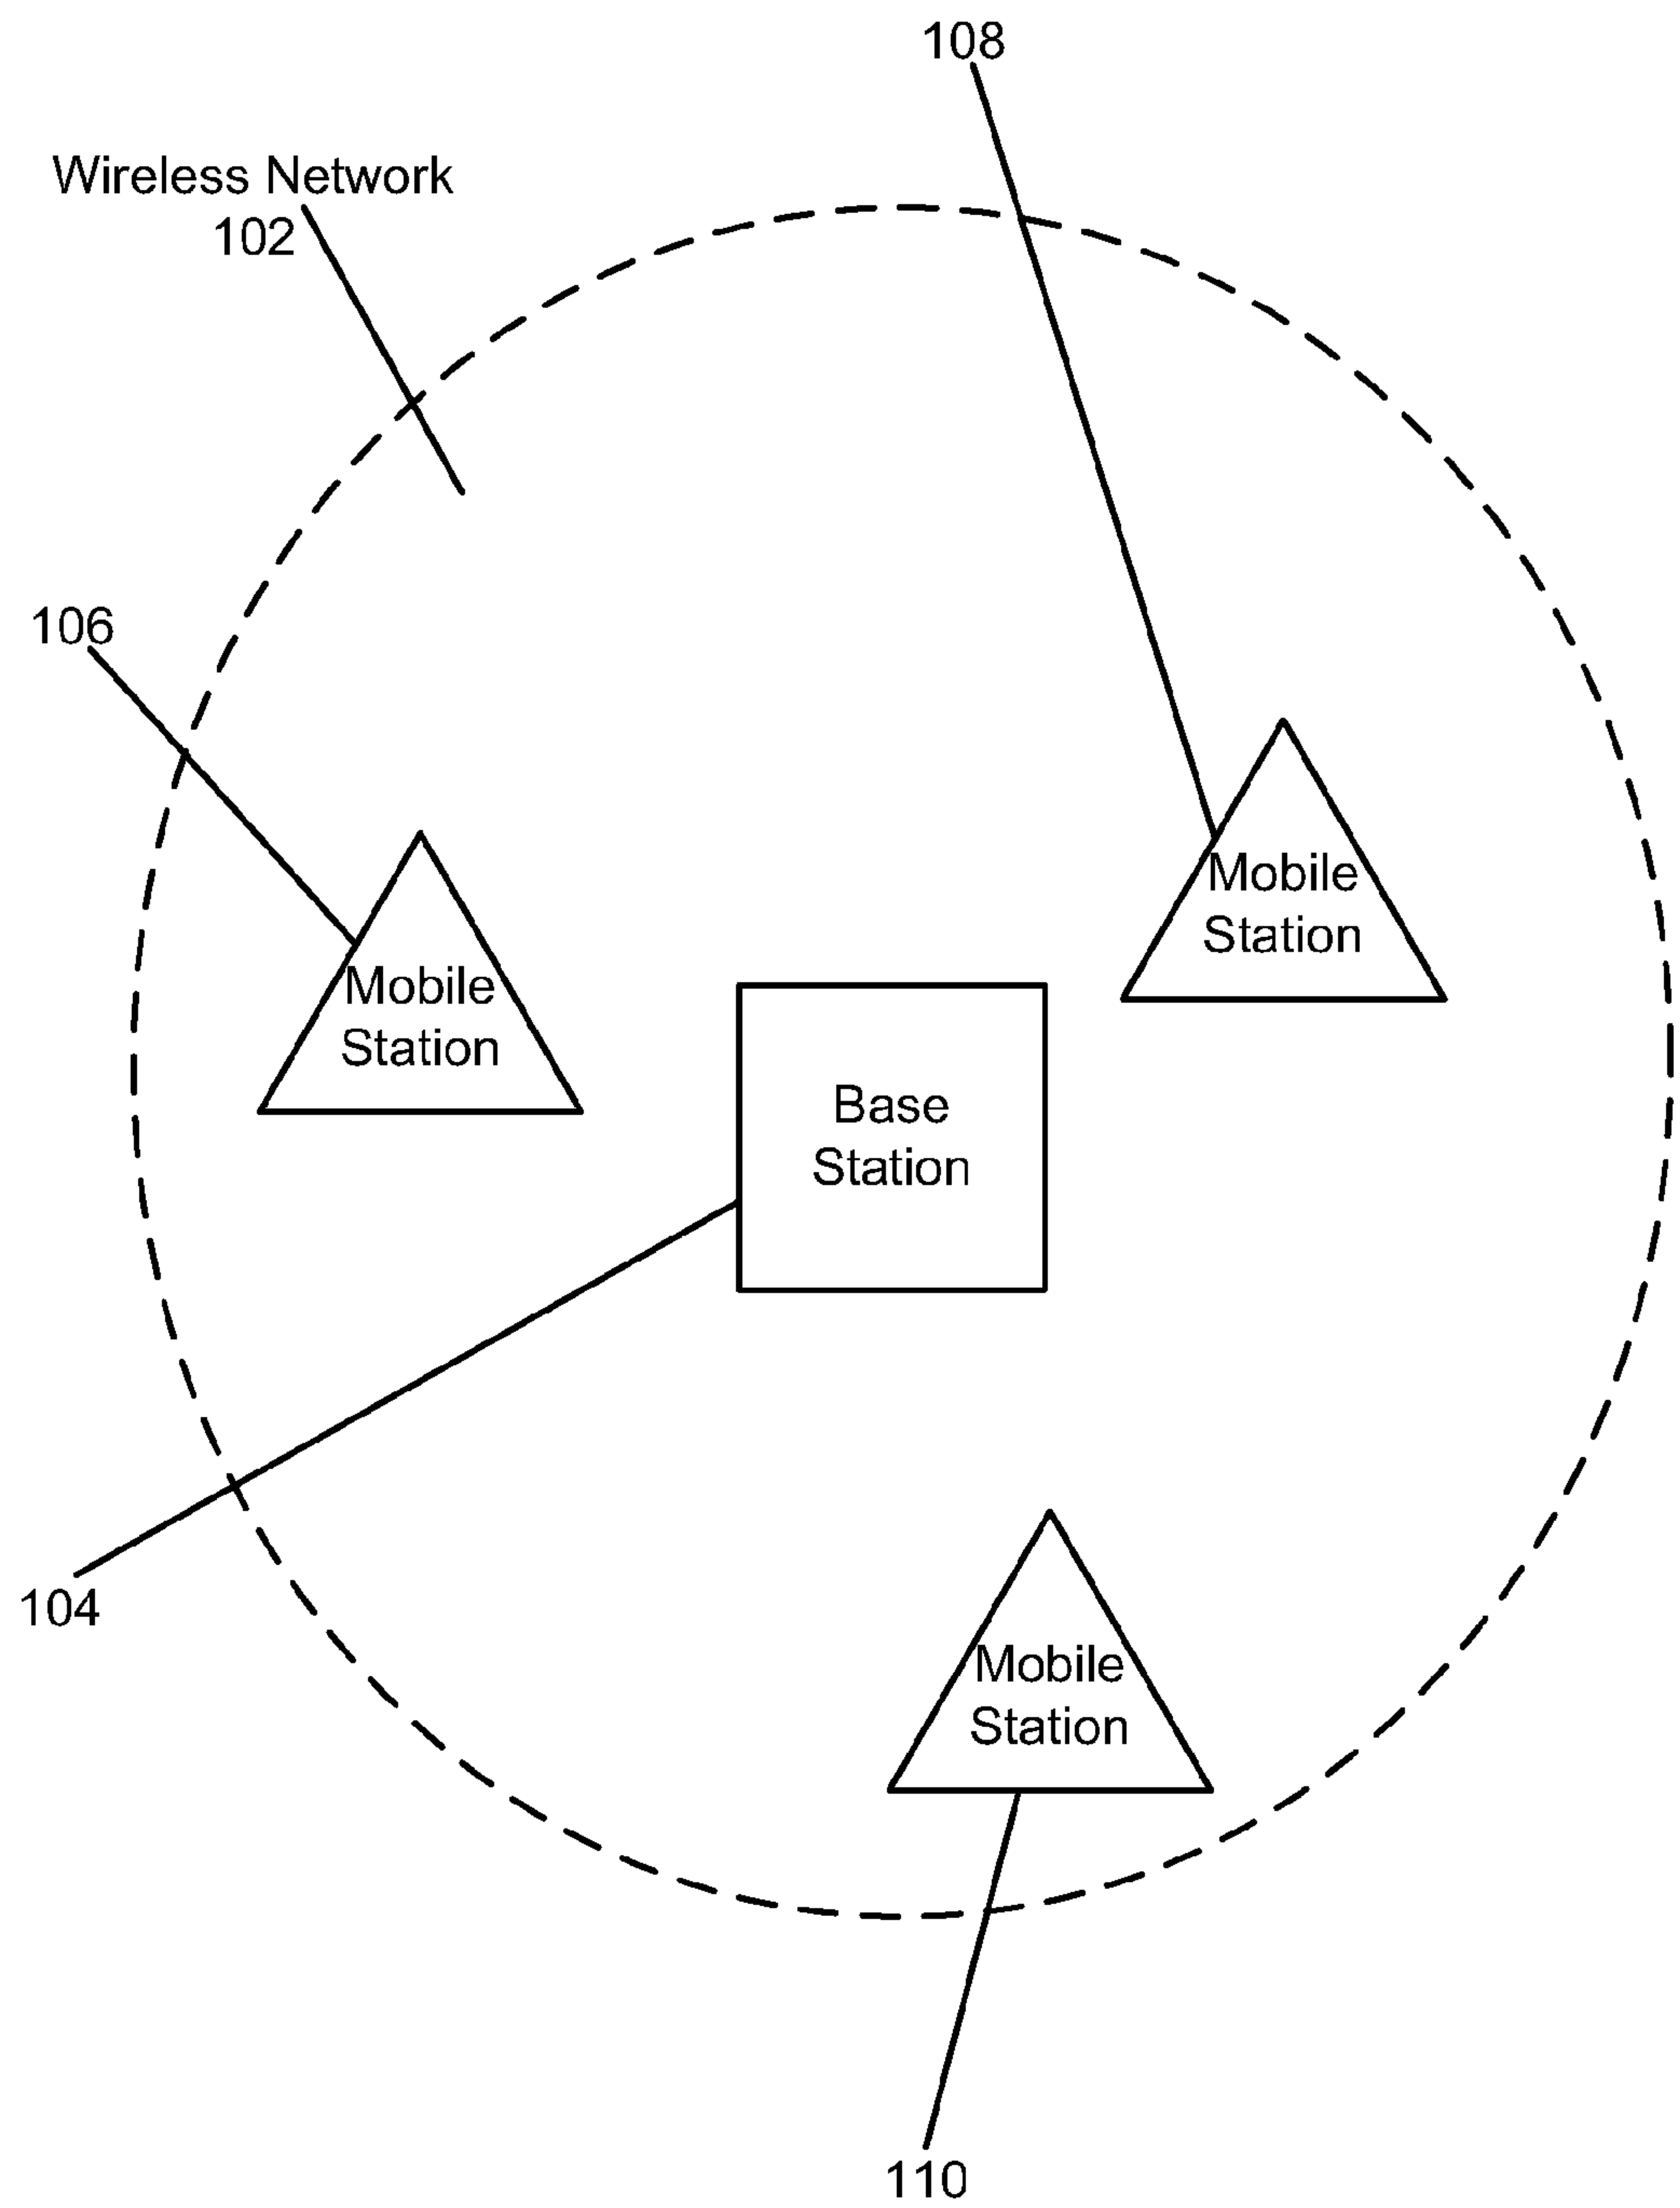 108
Wireless Network
102
106
Mobile
Station
Mobile
Station
Base
Station
104
Mobile
Station
110